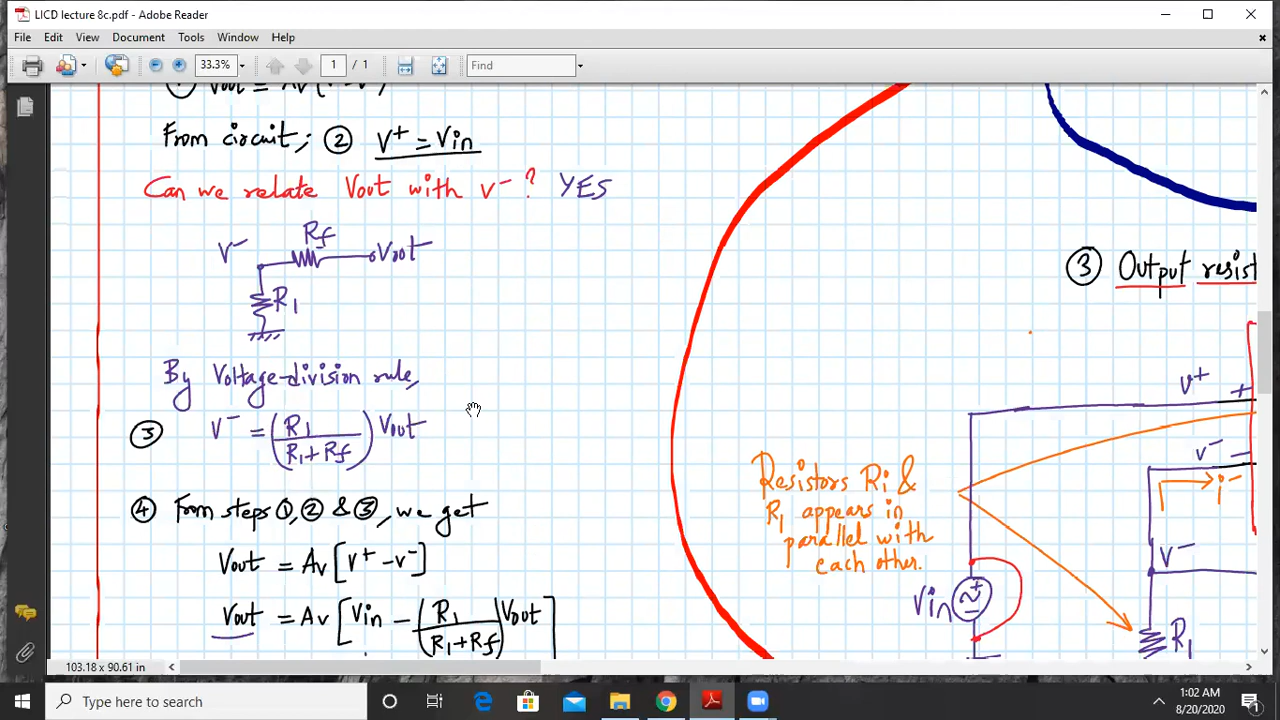 LICD lecture 8c.pdf - Adobe Reader
File Edit View Document Tools Window Help
33.3% 1 / 1 Find
① Vout = Av(V-V)
From circuit; ② V+ = Vin
Can we relate Vout with V- ? YES
V- Rf Vout
R1
By Voltage-division rule,
③ V- = (R1 / R1+Rf) Vout
④ From steps ①, ② & ③, we get
Vout = Av [V+ - V-]
Vout = Av [Vin - (R1 / R1+Rf) Vout]
③ Output resist
V+ +
V- -
i-
Resistors Ri &
R1 appears in
parallel with
each other.
V-
Vin + -
R1
103.18 x 90.61 in
Type here to search
1:02 AM
8/20/2020
1